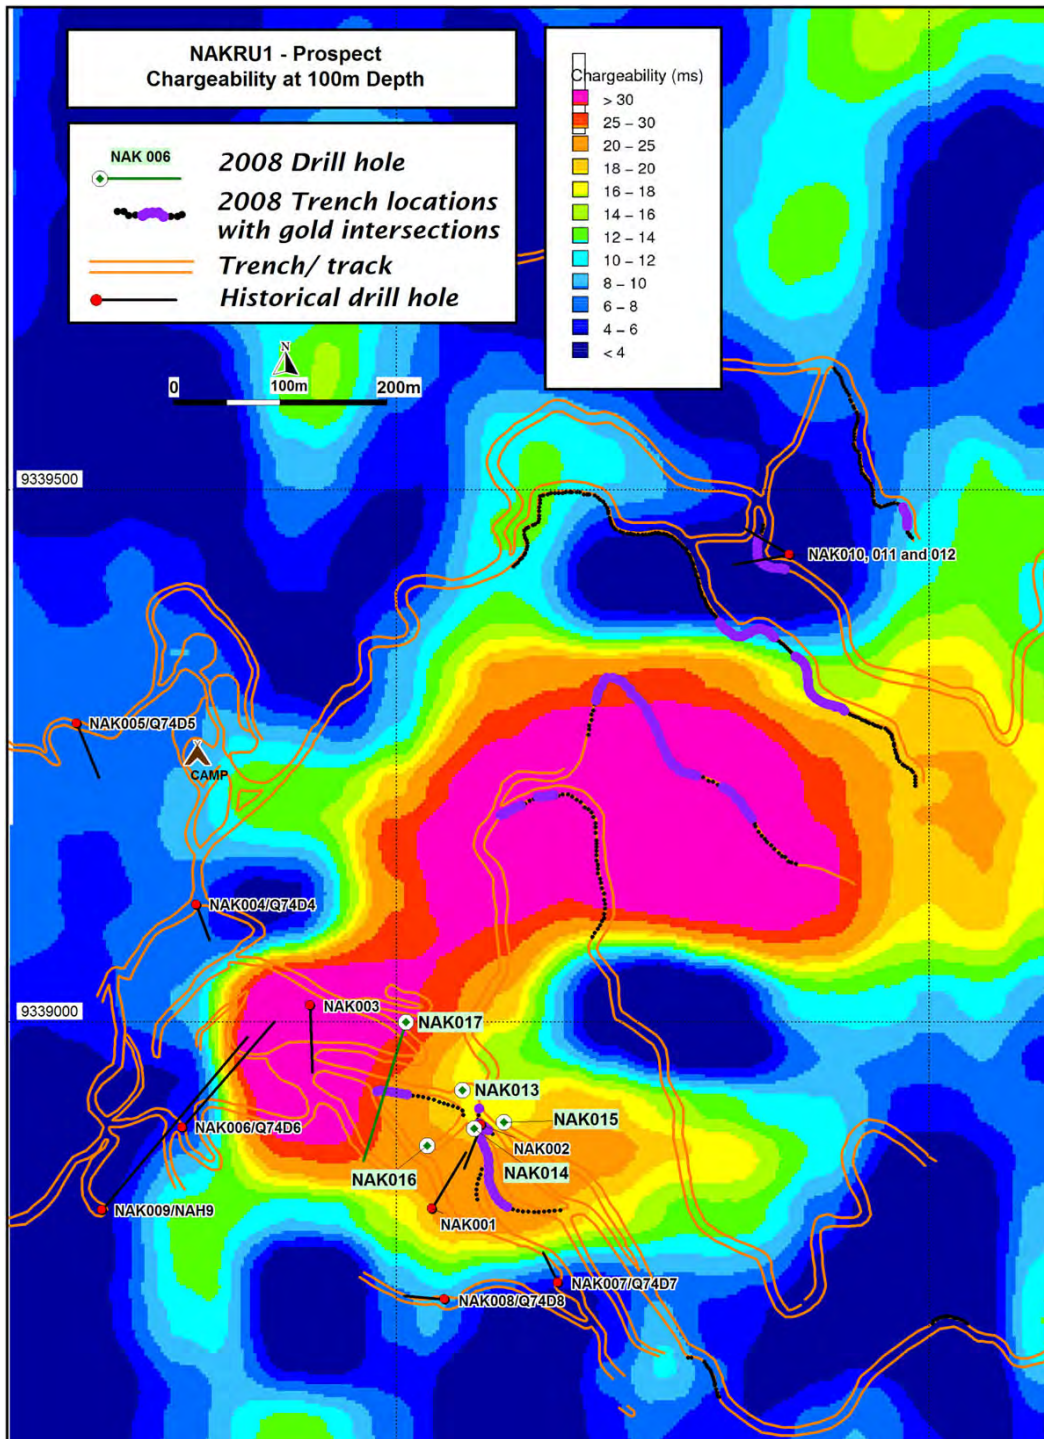 NAKRU1 - Prospect
Chargeability at 100m Depth
NAK 006
2008 Drill hole
2008 Trench locations
with gold intersections
Trench/ track
Historical drill hole
Chargeability (ms)
> 30
25 – 30
20 – 25
18 – 20
16 – 18
14 – 16
12 – 14
10 – 12
8 – 10
6 – 8
4 – 6
< 4
N
0
100m
200m
9339500
NAK010, 011 and 012
NAK005/Q74D5
CAMP
NAK004/Q74D4
NAK003
9339000
NAK017
NAK013
NAK015
NAK006/Q74D6
NAK002
NAK014
NAK016
NAK009/NAH9
NAK001
NAK007/Q74D7
NAK008/Q74D8